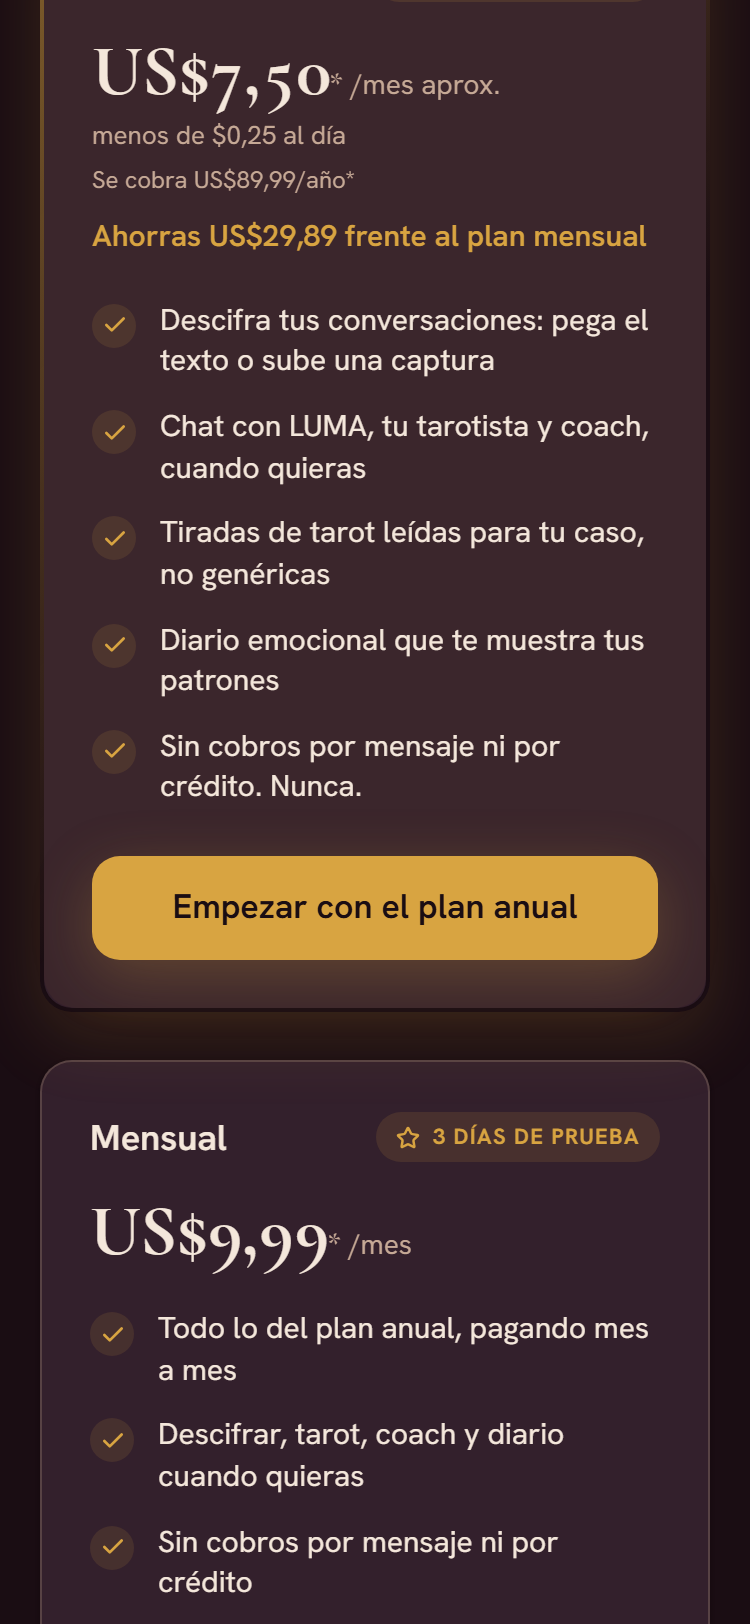 US$7,50* /mes aprox.
menos de $0,25 al día
Se cobra US$89,99/año*
Ahorras US$29,89 frente al plan mensual
Descifra tus conversaciones: pega el
texto o sube una captura
Chat con LUMA, tu tarotista y coach,
cuando quieras
Tiradas de tarot leídas para tu caso,
no genéricas
Diario emocional que te muestra tus
patrones
Sin cobros por mensaje ni por
crédito. Nunca.
Empezar con el plan anual
Mensual
3 DÍAS DE PRUEBA
US$9,99* /mes
Todo lo del plan anual, pagando mes
a mes
Descifrar, tarot, coach y diario
cuando quieras
Sin cobros por mensaje ni por
crédito